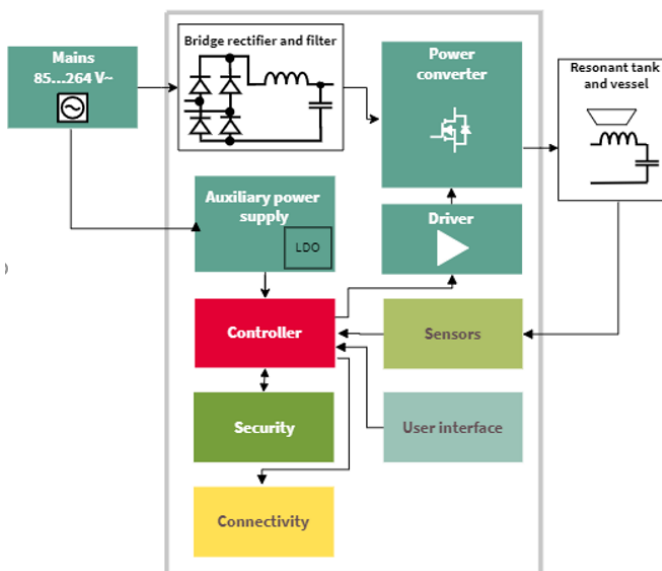 Mains
85...264 V~
Bridge rectifier and filter
Power
converter
Resonant tank
and vessel
Auxiliary power
supply
LDO
Driver
Controller
Sensors
Security
User interface
Connectivity
)